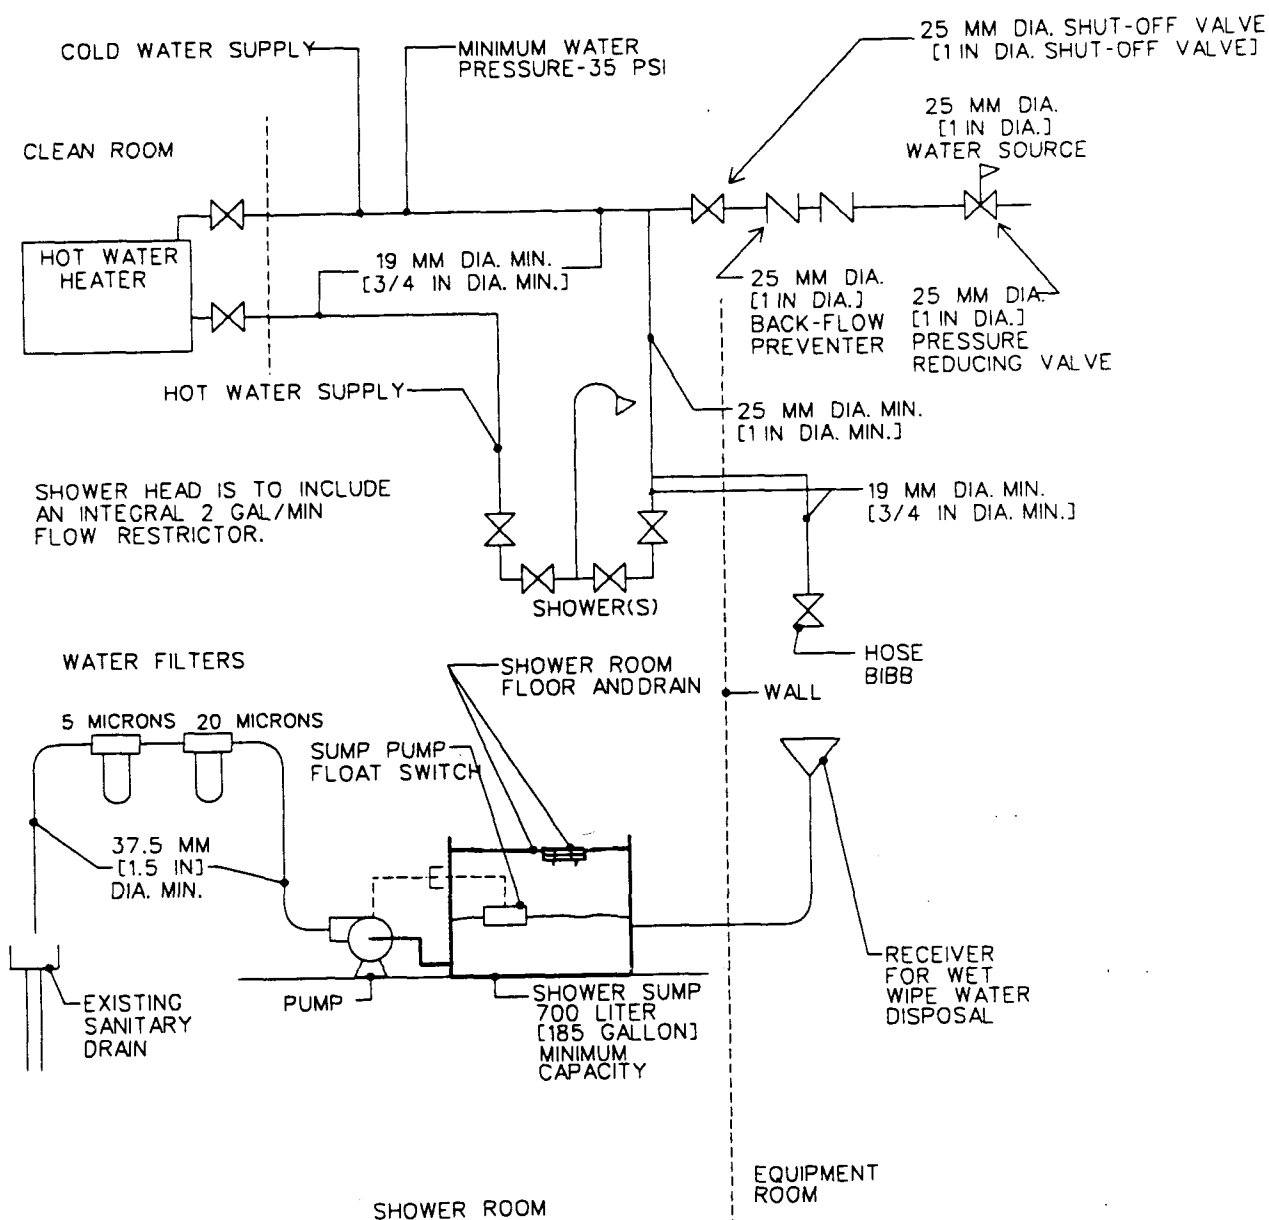 COLD WATER SUPPLY
MINIMUM WATER
PRESSURE-35 PSI
25 MM DIA. SHUT-OFF VALVE
[1 IN DIA. SHUT-OFF VALVE]
25 MM DIA.
[1 IN DIA.]
WATER SOURCE
CLEAN ROOM
HOT WATER
HEATER
19 MM DIA. MIN.
[3/4 IN DIA. MIN.]
25 MM DIA.
[1 IN DIA.]
BACK-FLOW
PREVENTER
25 MM DIA.
[1 IN DIA.]
PRESSURE
REDUCING VALVE
HOT WATER SUPPLY
25 MM DIA. MIN.
[1 IN DIA. MIN.]
SHOWER HEAD IS TO INCLUDE
AN INTEGRAL 2 GAL/MIN
FLOW RESTRICTOR.
19 MM DIA. MIN.
[3/4 IN DIA. MIN.]
SHOWER(S)
HOSE
BIBB
WATER FILTERS
SHOWER ROOM
FLOOR AND DRAIN
WALL
5 MICRONS
20 MICRONS
SUMP PUMP
FLOAT SWITCH
37.5 MM
[1.5 IN]
DIA. MIN.
RECEIVER
FOR WET
WIPE WATER
DISPOSAL
EXISTING
SANITARY
DRAIN
PUMP
SHOWER SUMP
700 LITER
[185 GALLON]
MINIMUM
CAPACITY
EQUIPMENT
ROOM
SHOWER ROOM